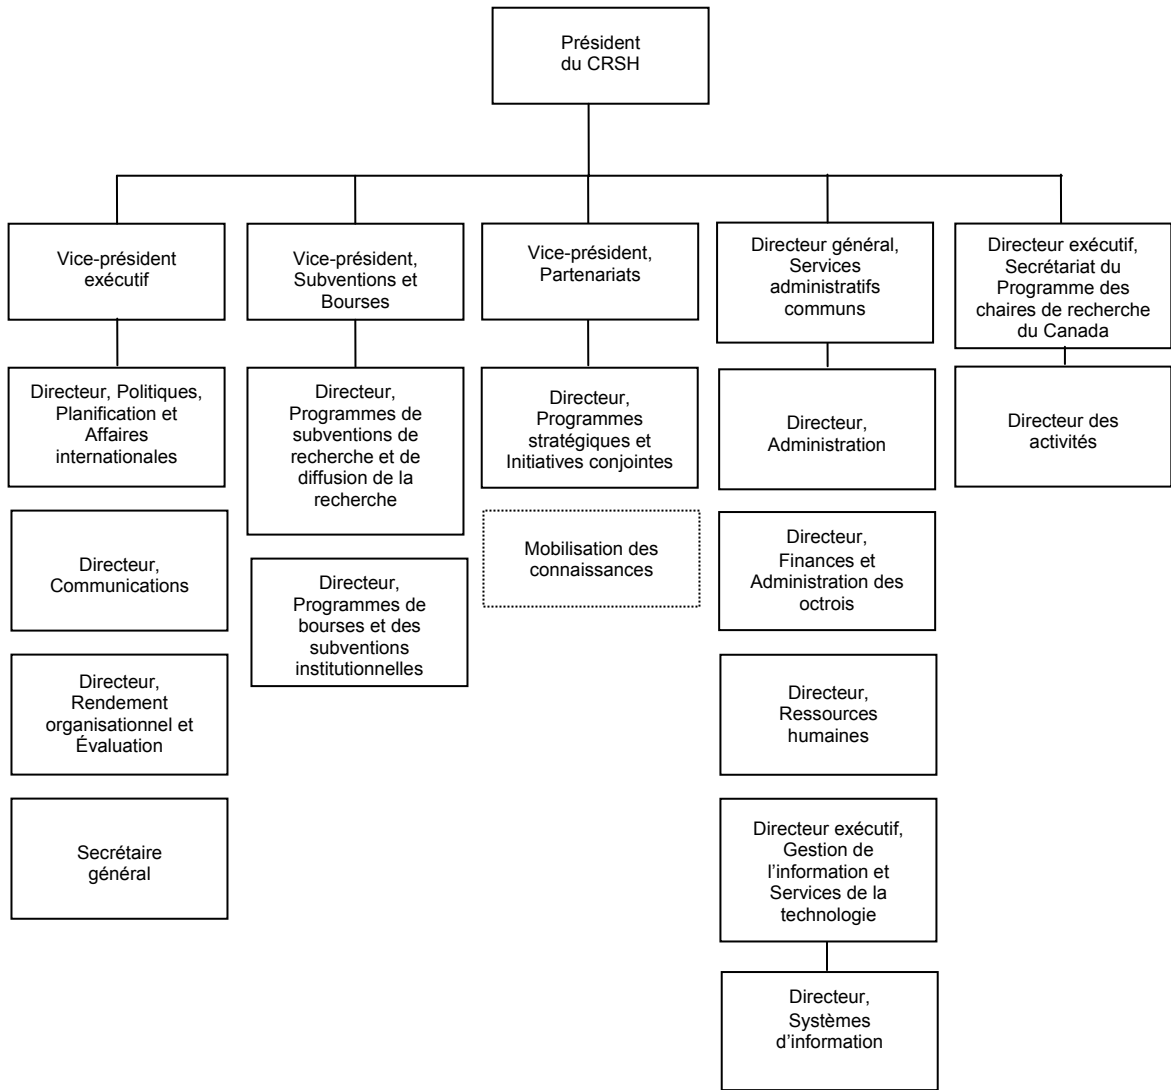 Président
du CRSH
Vice-président
exécutif
Vice-président,
Subventions et
Bourses
Vice-président,
Partenariats
Directeur général,
Services
administratifs
communs
Directeur exécutif,
Secrétariat du
Programme des
chaires de recherche
du Canada
Directeur, Politiques,
Planification et
Affaires
internationales
Directeur,
Programmes de
subventions de
recherche et de
diffusion de la
recherche
Directeur,
Programmes
stratégiques et
Initiatives conjointes
Directeur,
Administration
Directeur des
activités
Directeur,
Communications
Directeur,
Programmes de
bourses et des
subventions
institutionnelles
Mobilisation des
connaissances
Directeur,
Finances et
Administration des
octrois
Directeur,
Rendement
organisationnel et
Évaluation
Directeur,
Ressources
humaines
Secrétaire
général
Directeur exécutif,
Gestion de
l’information et
Services de la
technologie
Directeur,
Systèmes
d’information